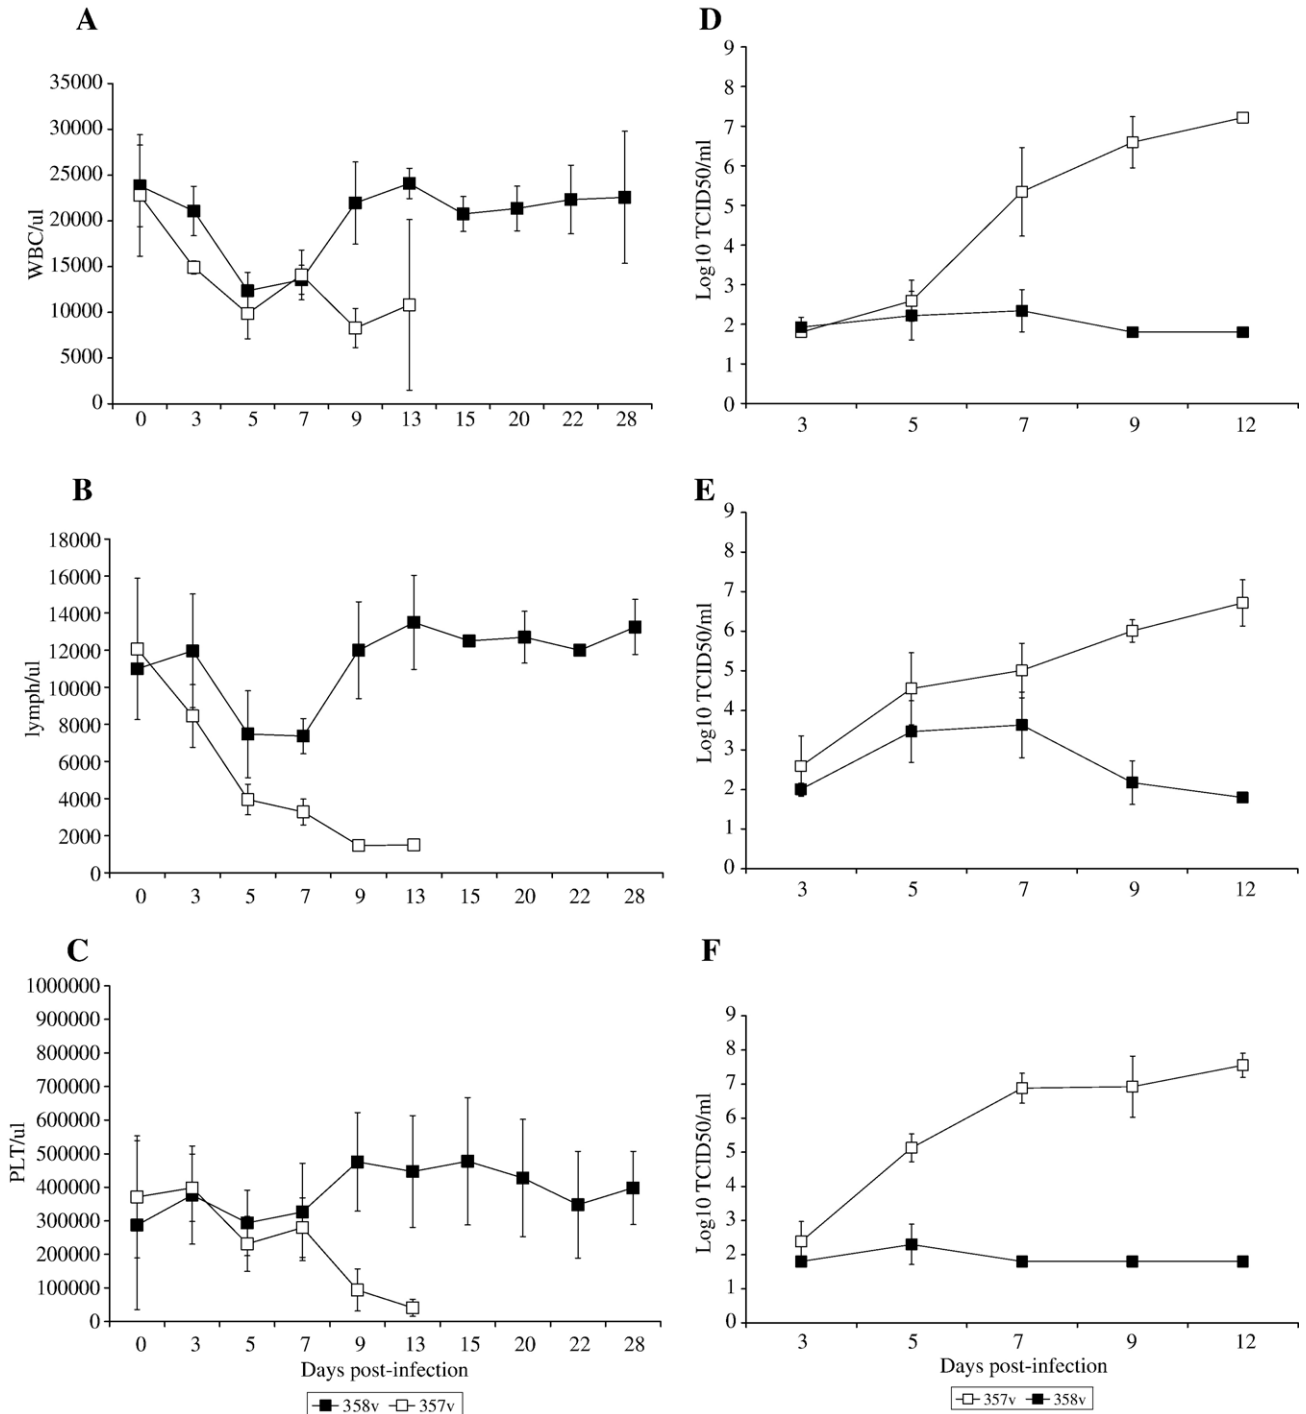 A
WBC/ul
35000
30000
25000
20000
15000
10000
5000
0
0 3 5 7 9 13 15 20 22 28
D
Log10 TCID50/ml
9
8
7
6
5
4
3
2
1
0
3 5 7 9 12
B
lymph/ul
18000
16000
14000
12000
10000
8000
6000
4000
2000
0
0 3 5 7 9 13 15 20 22 28
E
Log10 TCID50/ml
9
8
7
6
5
4
3
2
1
0
3 5 7 9 12
C
PLT/ul
1000000
900000
800000
700000
600000
500000
400000
300000
200000
100000
0
0 3 5 7 9 13 15 20 22 28
Days post-infection
358v 357v
F
Log10 TCID50/ml
9
8
7
6
5
4
3
2
1
0
3 5 7 9 12
Days post-infection
357v 358v